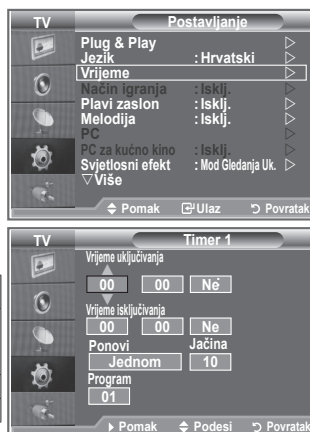 TV Postavljanje
Plug & Play
Jezik : Hrvatski
Vrijeme
Način igranja : Isklj.
Plavi zaslon : Isklj.
Melodija : Isklj.
PC
PC za kućno kino : Isklj.
Svjetlosni efekt : Mod Gledanja Uk.
▽Više
Pomak Ulaz Povratak
TV Timer 1
Vrijeme uključivanja
00 00 Ne
Vrijeme isključivanja
00 00 Ne
Ponovi Jačina
Jednom 10
Program
01
Pomak Podesi Povratak